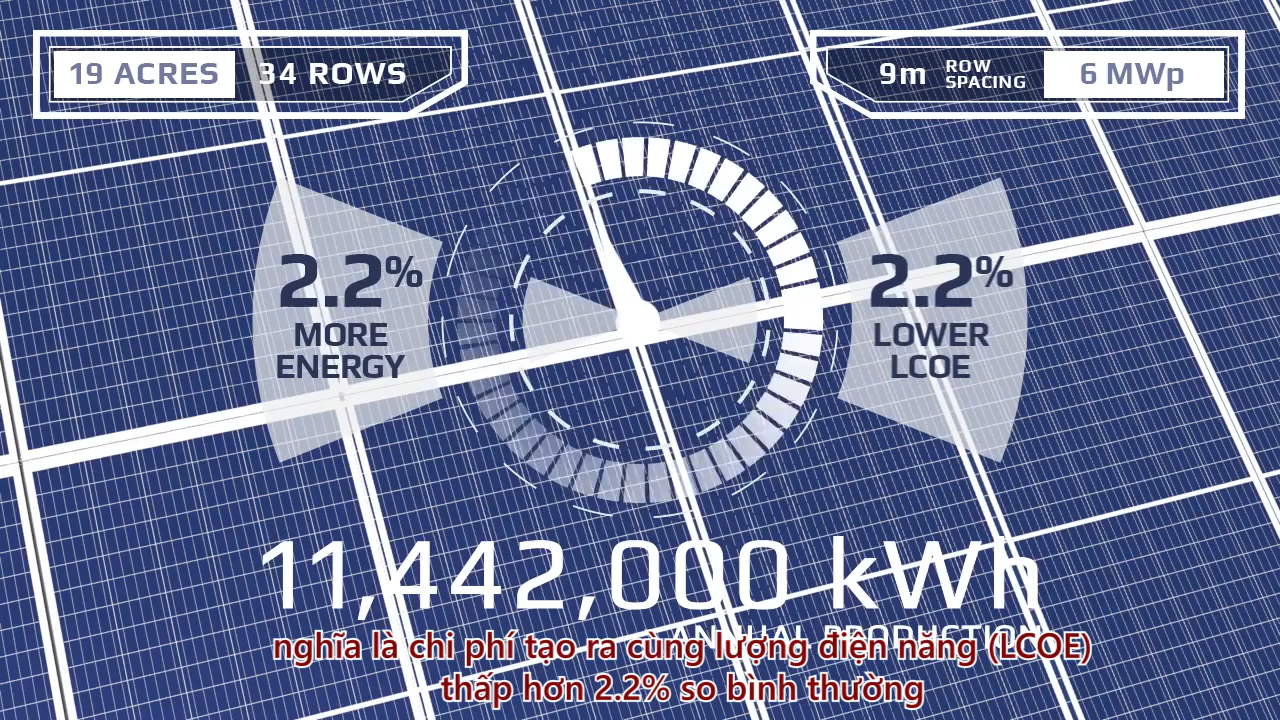 19 ACRES 34 ROWS
9m ROW SPACING 6 MWp
2.2%
MORE
ENERGY
2.2%
LOWER
LCOE
11,442,000 kWh
ANNUAL PRODUCTION
nghĩa là chi phí tạo ra cùng lượng điện năng (LCOE)
thấp hơn 2.2% so bình thường